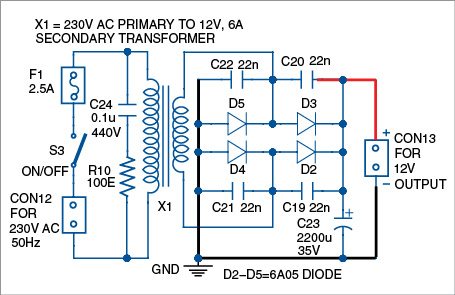 X1 = 230V AC PRIMARY TO 12V, 6A
SECONDARY TRANSFORMER
F1
2.5A
C24
0.1u
440V
S3
ON/OFF
R10
100E
CON12
FOR
230V AC
50Hz
X1
C22 22n
C20 22n
D5
D3
D4
D2
C21 22n
C19 22n
C23
2200u
35V
+
+
CON13
FOR
12V
– OUTPUT
GND
D2–D5=6A05 DIODE